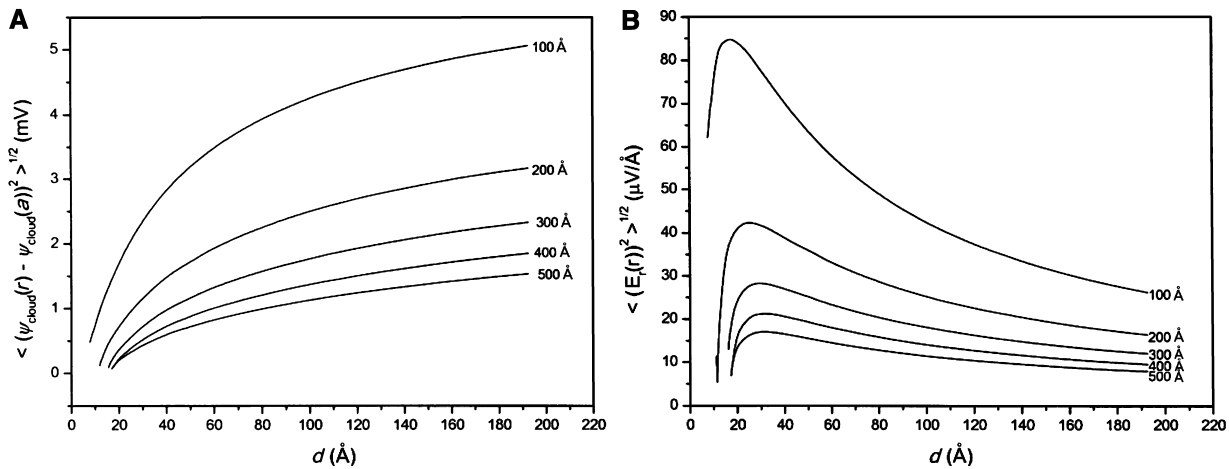 A
< (ψcloud(r) - ψcloud(a))² >1/2 (mV)
5
4
3
2
1
0
100 Å
200 Å
300 Å
400 Å
500 Å
0 20 40 60 80 100 120 140 160 180 200 220
d (Å)
B
< (Er(r))² >1/2 (μV/Å)
90
80
70
60
50
40
30
20
10
0
100 Å
200 Å
300 Å
400 Å
500 Å
0 20 40 60 80 100 120 140 160 180 200 220
d (Å)